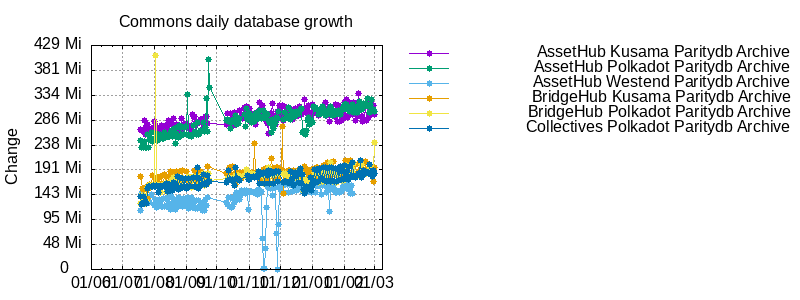 Commons daily database growth
429 Mi
381 Mi
334 Mi
286 Mi
238 Mi
191 Mi
143 Mi
95 Mi
48 Mi
0
Change
01/06 01/07 01/08 01/09 01/10 01/11 01/12 01/01 01/02 01/03
AssetHub Kusama Paritydb Archive
AssetHub Polkadot Paritydb Archive
AssetHub Westend Paritydb Archive
BridgeHub Kusama Paritydb Archive
BridgeHub Polkadot Paritydb Archive
Collectives Polkadot Paritydb Archive